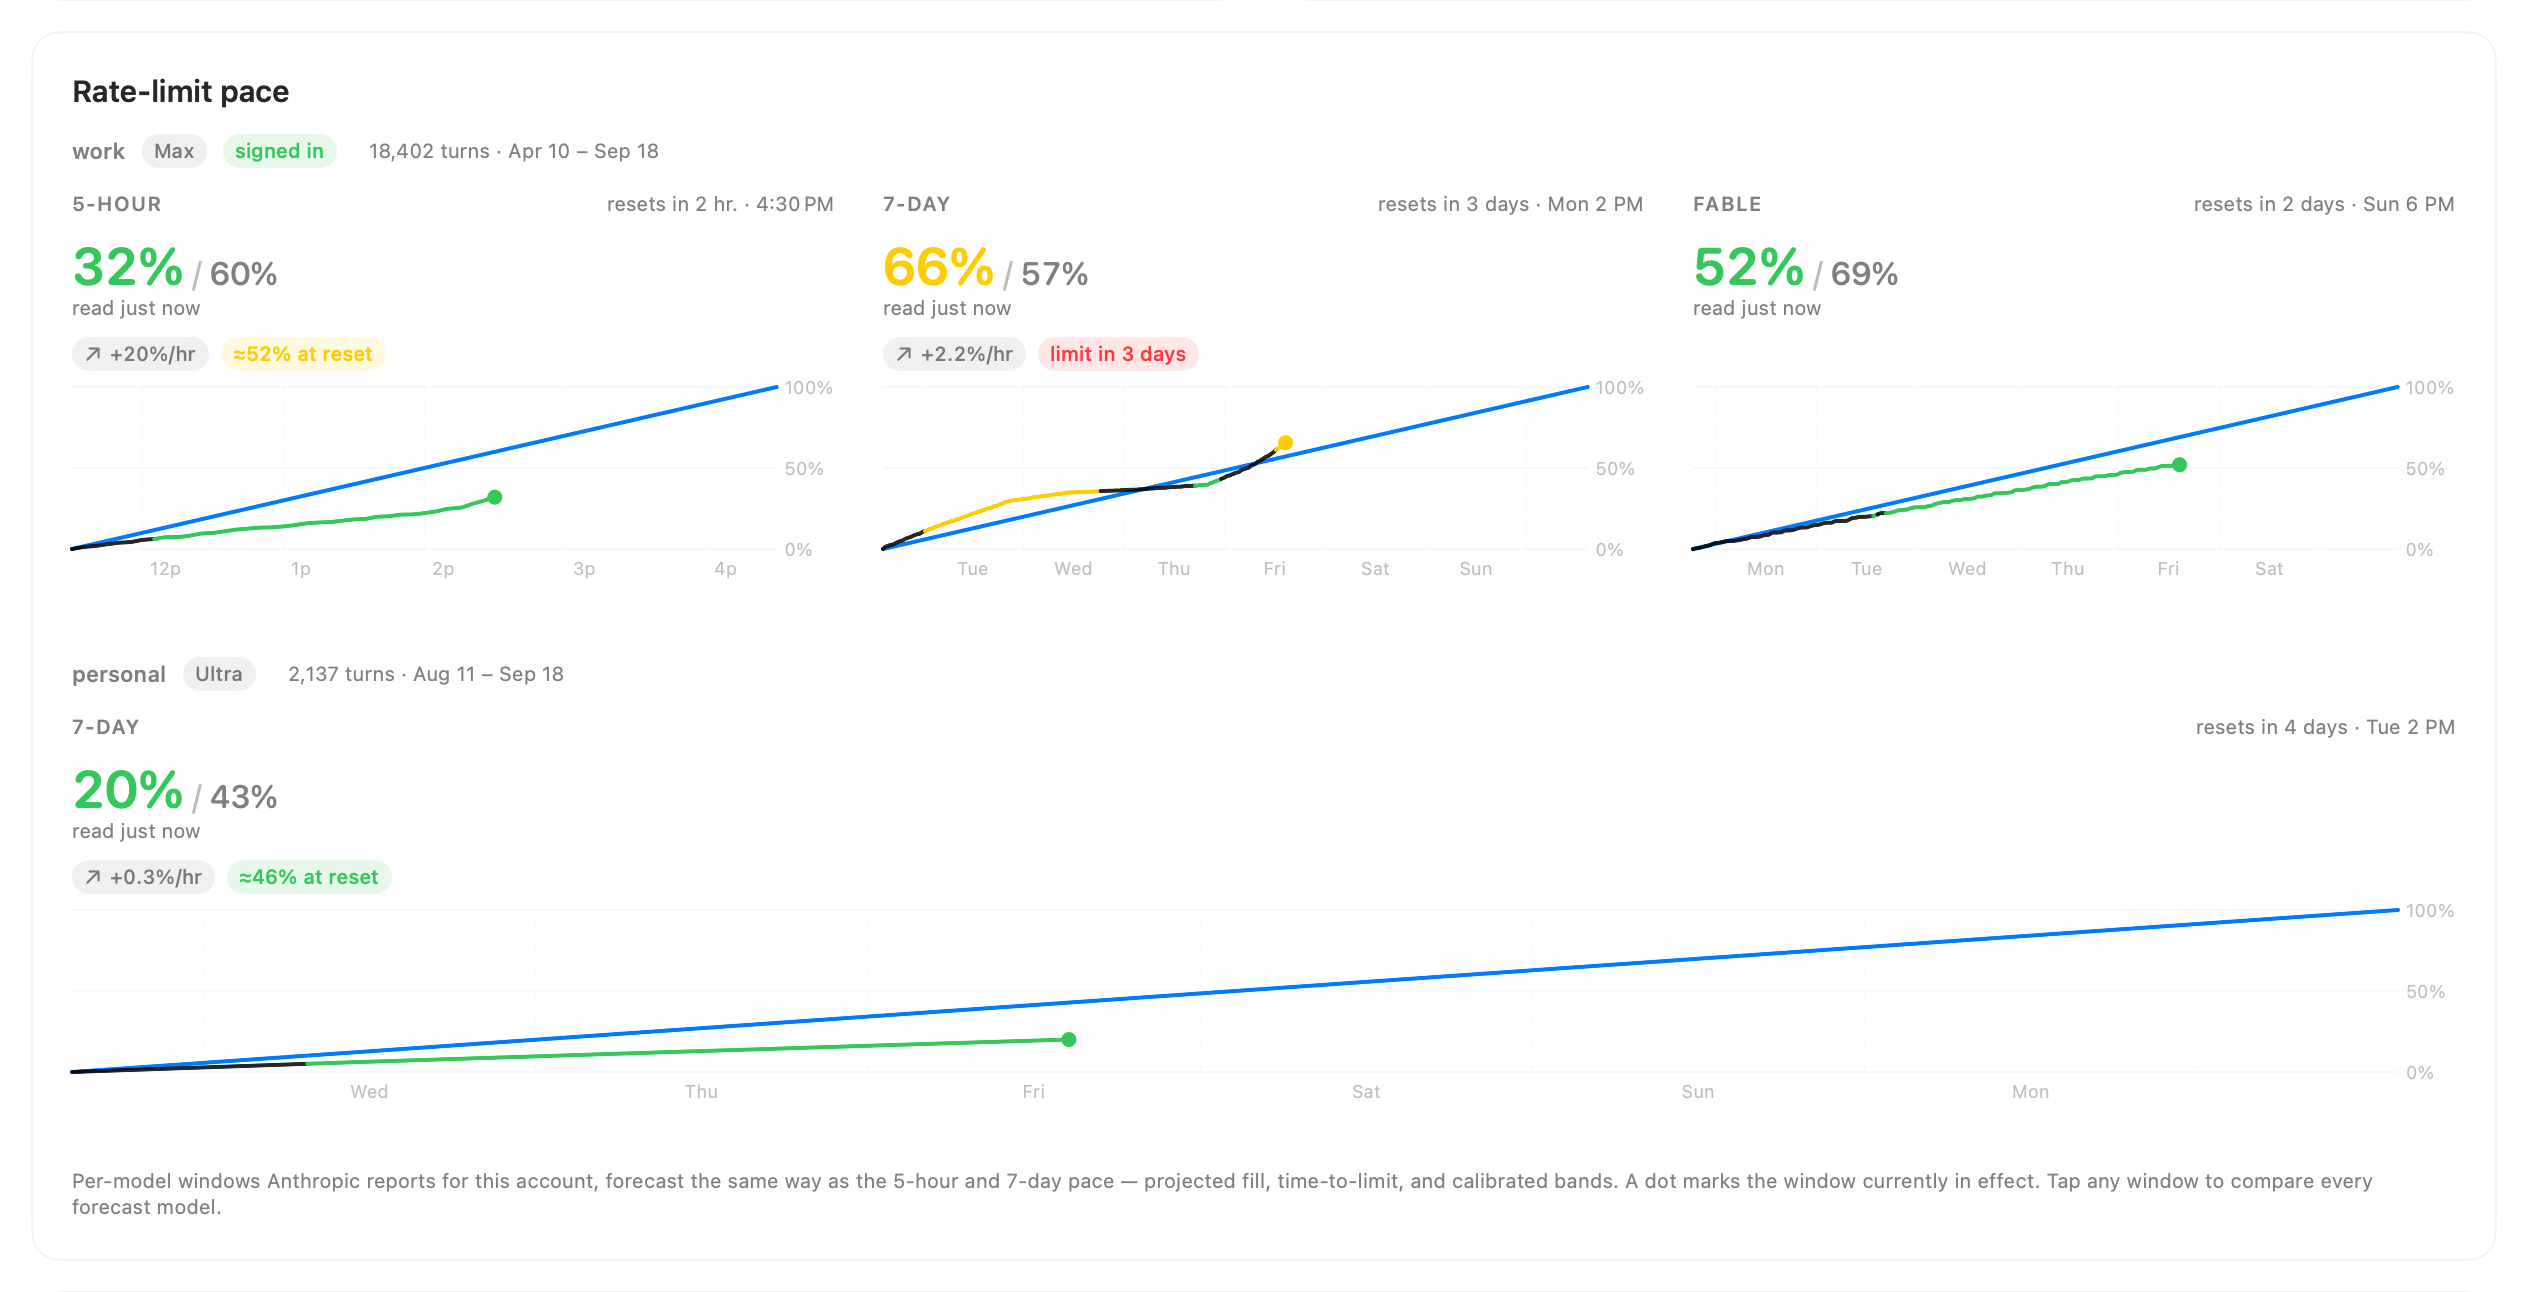 Rate-limit pace
work Max signed in 18,402 turns · Apr 10 – Sep 18
5-HOUR resets in 2 hr. · 4:30 PM
32% / 60%
read just now
↗ +20%/hr ≈52% at reset
100%
50%
0%
12p 1p 2p 3p 4p
7-DAY resets in 3 days · Mon 2 PM
66% / 57%
read just now
↗ +2.2%/hr limit in 3 days
100%
50%
0%
Tue Wed Thu Fri Sat Sun
FABLE resets in 2 days · Sun 6 PM
52% / 69%
read just now
100%
50%
0%
Mon Tue Wed Thu Fri Sat
personal Ultra 2,137 turns · Aug 11 – Sep 18
7-DAY resets in 4 days · Tue 2 PM
20% / 43%
read just now
↗ +0.3%/hr ≈46% at reset
100%
50%
0%
Wed Thu Fri Sat Sun Mon
Per-model windows Anthropic reports for this account, forecast the same way as the 5-hour and 7-day pace — projected fill, time-to-limit, and calibrated bands. A dot marks the window currently in effect. Tap any window to compare every
forecast model.